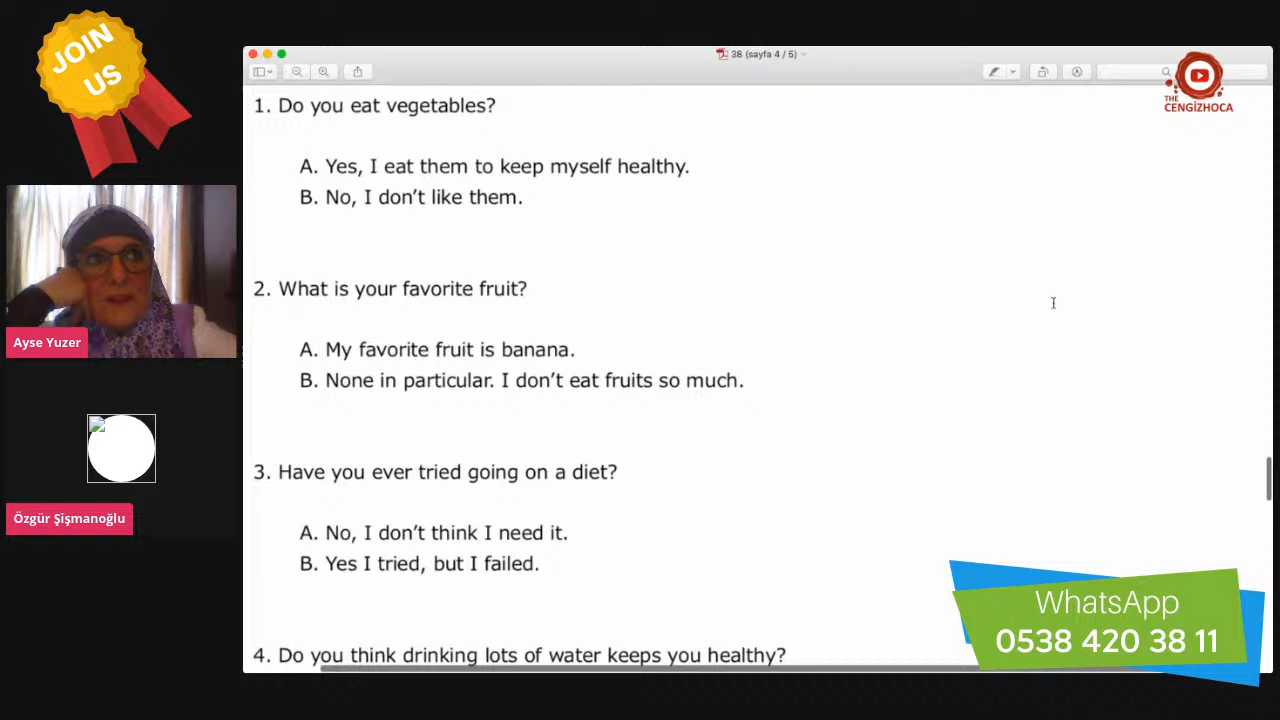 JOIN
US
38 (sayfa 4 / 5)
THE
CENGİZHOCA
1. Do you eat vegetables?
A. Yes, I eat them to keep myself healthy.
B. No, I don't like them.
2. What is your favorite fruit?
A. My favorite fruit is banana.
B. None in particular. I don't eat fruits so much.
3. Have you ever tried going on a diet?
A. No, I don't think I need it.
B. Yes I tried, but I failed.
4. Do you think drinking lots of water keeps you healthy?
Ayse Yuzer
Özgür Şişmanoğlu
WhatsApp
0538 420 38 11